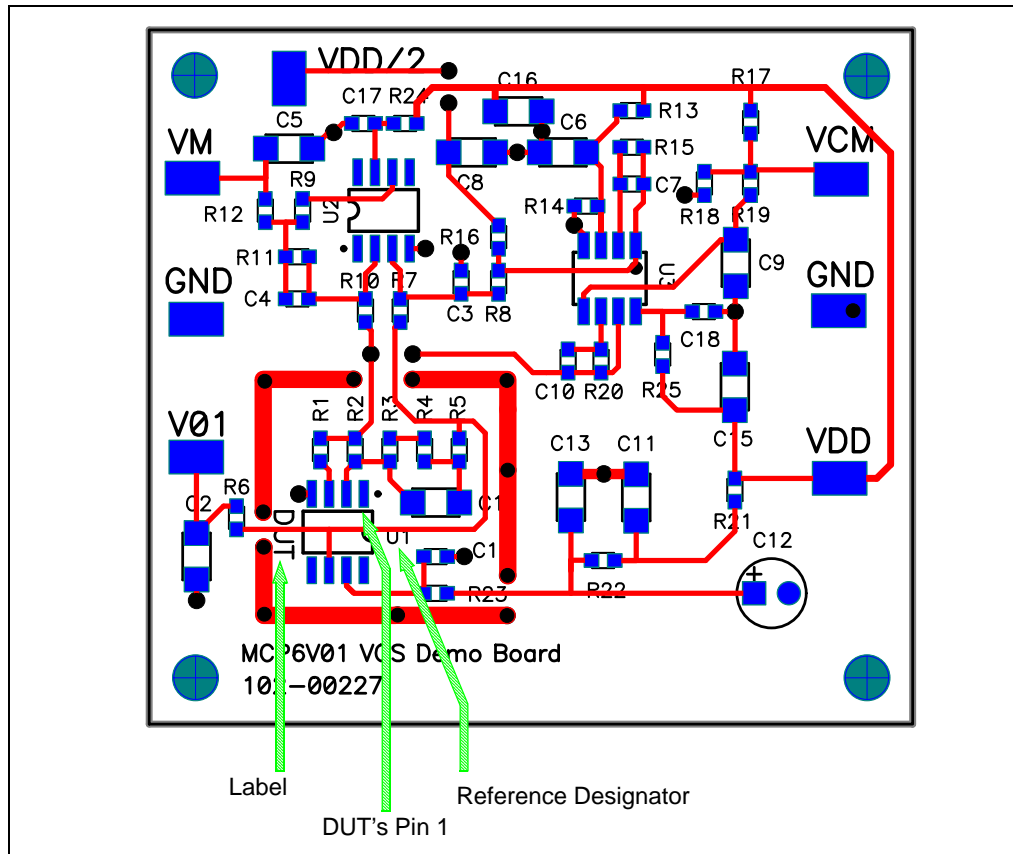 VDD/2
C16
R17
C17 R24
R13
C5
C6
VM
VCM
R15
R9
C8
C7
R12
U2
R14
R18
R19
R16
R11
C9
GND
R10
R7
U3
GND
C4
C3
R8
C18
C10
R20
R25
R1
R2
R3
R4
R5
V01
C15
VDD
C13
C11
R6
C2
C1
R21
DUT
U1
C12
C1
+
R22
R23
MCP6V01 VOS Demo Board
102-00227
Label
Reference Designator
DUT's Pin 1